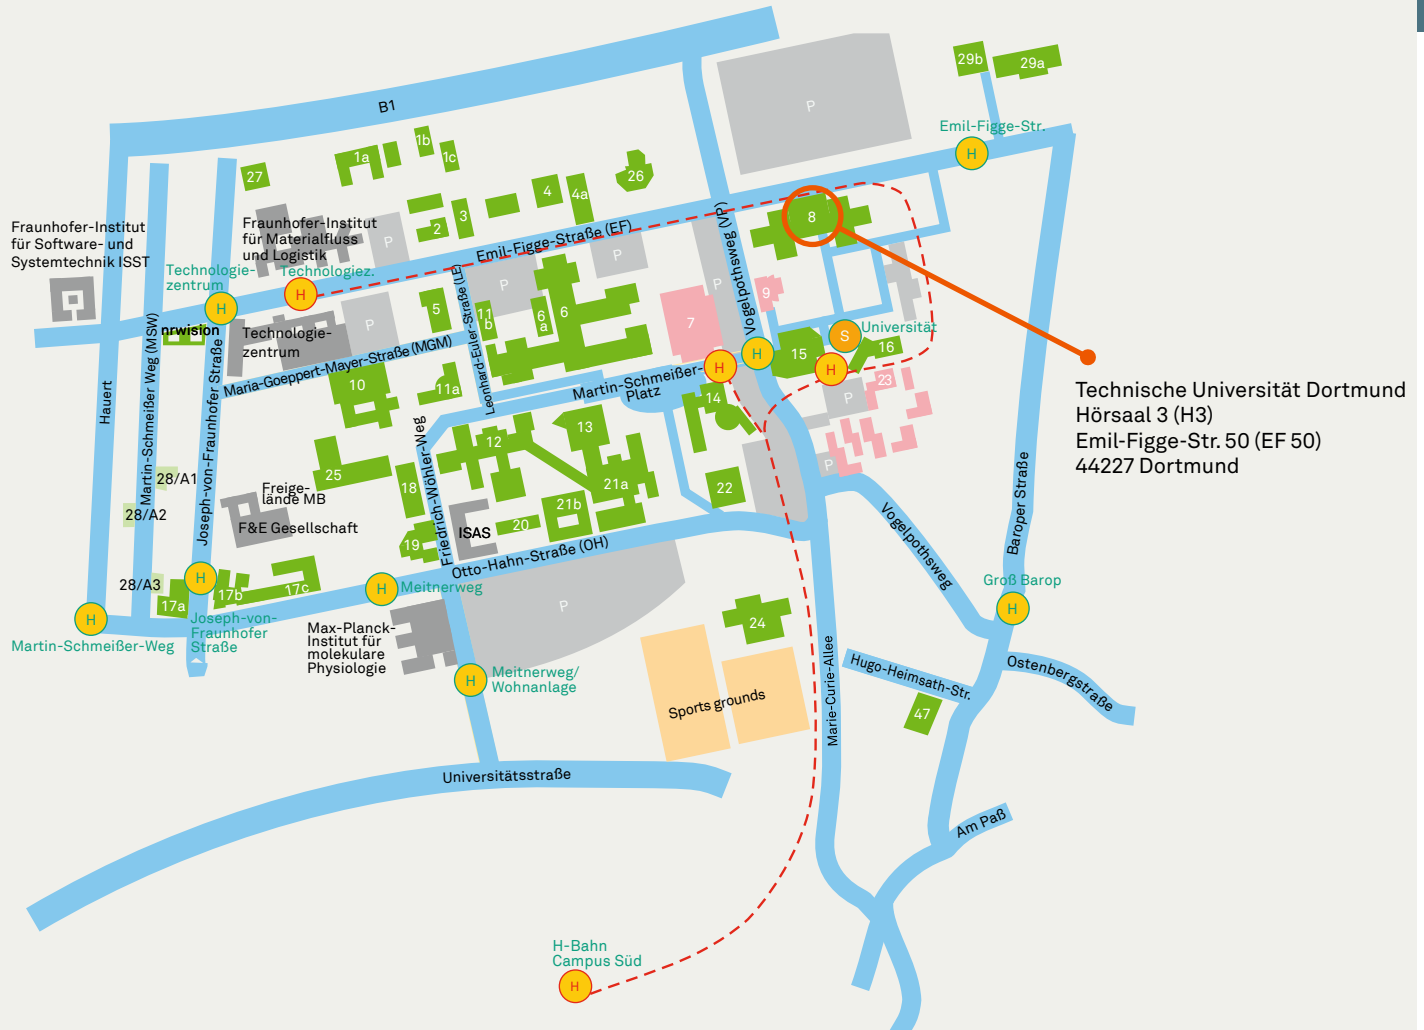 B1
P
29b
29a
Emil-Figge-Str.
H
1b
1c
1a
27
26
4
4a
3
2
8
Fraunhofer-Institut
für Software- und
Systemtechnik ISST
Fraunhofer-Institut
für Materialfluss
und Logistik
P
Emil-Figge-Straße (EF)
P
P
P
Vogelpothsweg (VP)
Technologie-
zentrum
H
Technologiez.
H
nrwision
Technologie-
zentrum
P
5
11
b
6
a
6
7
9
Universität
S
Leonhard-Euler-Straße (LE)
Maria-Goeppert-Mayer-Straße (MGM)
10
11a
Martin-Schmeißer-
Platz
H
H
15
16
H
23
P
14
Technische Universität Dortmund
Hörsaal 3 (H3)
Emil-Figge-Str. 50 (EF 50)
44227 Dortmund
Hauert
Martin-Schmeißer Weg (MSW)
Joseph-von-Fraunhofer Straße
Friedrich-Wöhler-Weg
12
13
25
18
21a
22
P
28/A1
28/A2
28/A3
Freige-
lände MB
F&E Gesellschaft
ISAS
20
21b
19
Otto-Hahn-Straße (OH)
Vogelpothsweg
Baroper Straße
H
17a
17b
17c
H
Meitnerweg
P
H
Martin-Schmeißer-Weg
Joseph-von-
Fraunhofer
Straße
Max-Planck-
Institut für
molekulare
Physiologie
24
Groß Barop
H
H
Meitnerweg/
Wohnanlage
Sports grounds
Marie-Curie-Allee
Hugo-Heimsath-Str.
Ostenbergstraße
47
Universitätsstraße
Am Paß
H-Bahn
Campus Süd
H